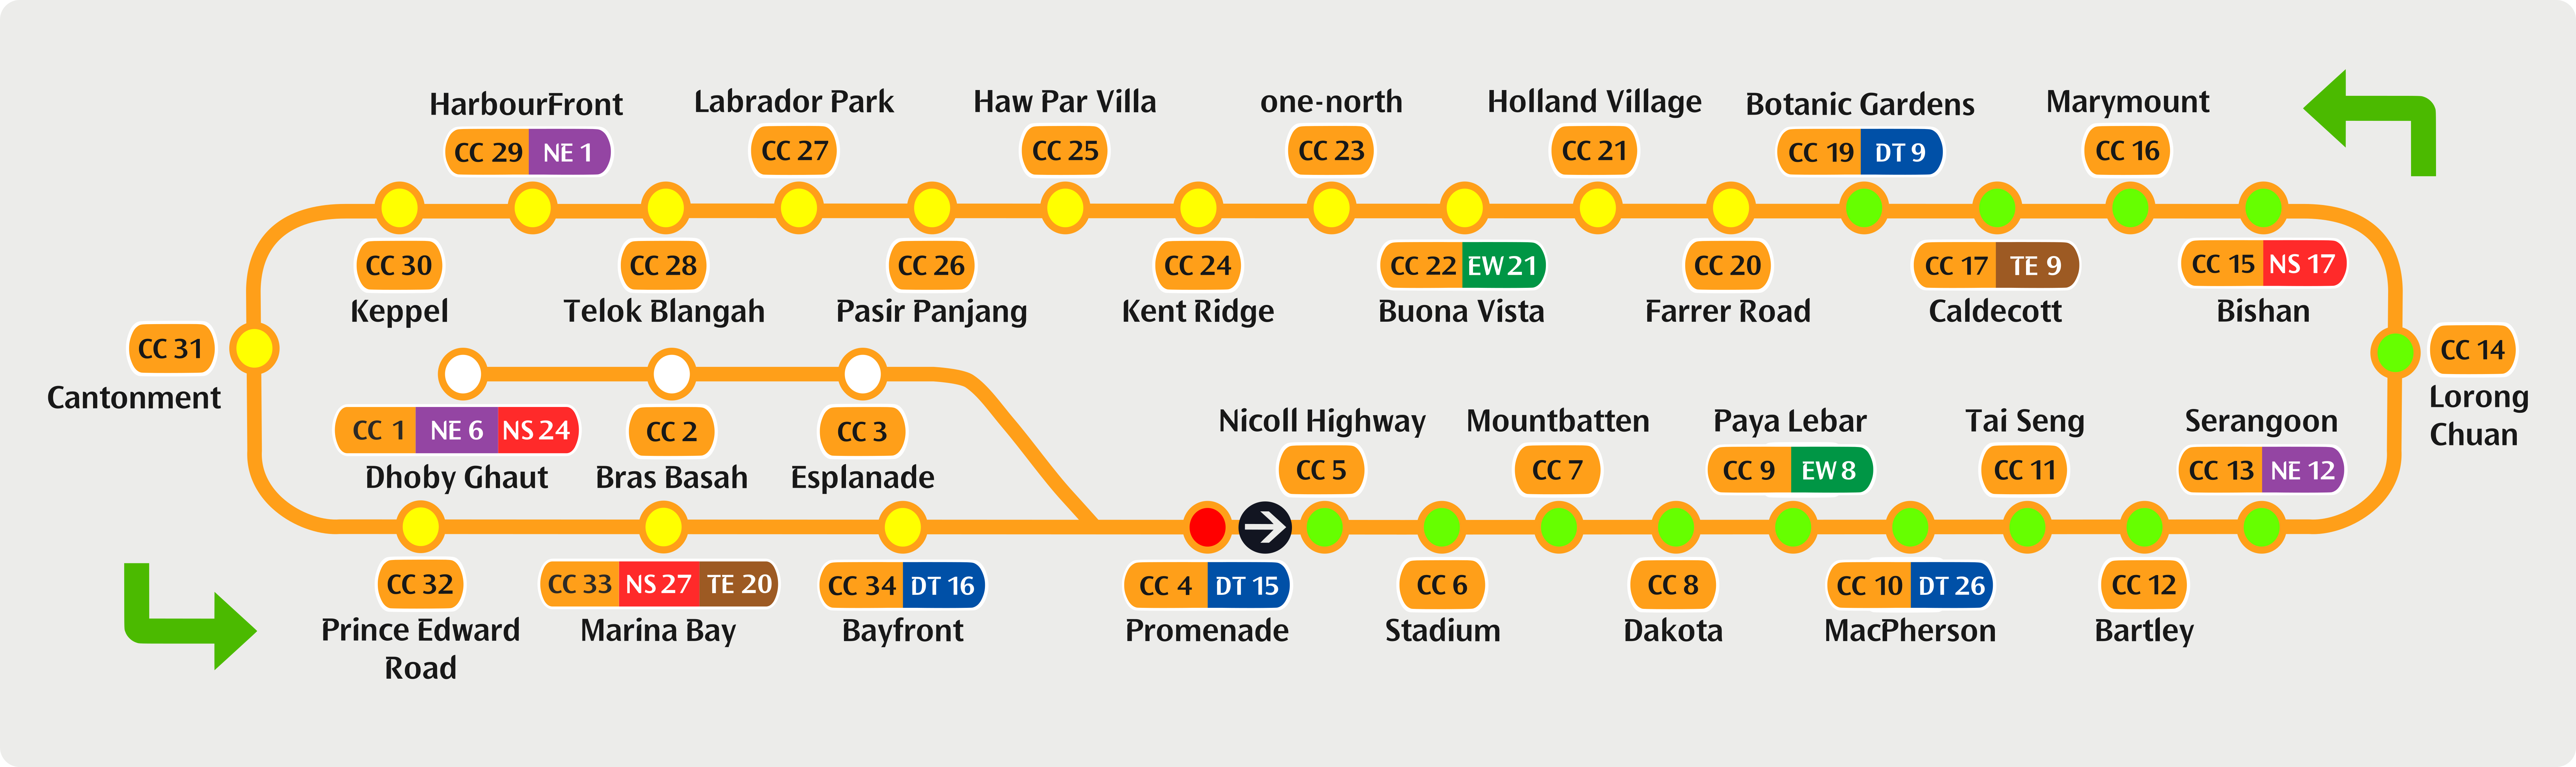 HarbourFront
CC 29 NE 1
Labrador Park
CC 27
Haw Par Villa
CC 25
one-north
CC 23
Holland Village
CC 21
Botanic Gardens
CC 19 DT 9
Marymount
CC 16
CC 30
Keppel
CC 28
Telok Blangah
CC 26
Pasir Panjang
CC 24
Kent Ridge
CC 22 EW 21
Buona Vista
CC 20
Farrer Road
CC 17 TE 9
Caldecott
CC 15 NS 17
Bishan
CC 31
Cantonment
CC 14
Lorong
Chuan
CC 1 NE 6 NS 24
Dhoby Ghaut
CC 2
Bras Basah
CC 3
Esplanade
Nicoll Highway
CC 5
Mountbatten
CC 7
Paya Lebar
CC 9 EW 8
Tai Seng
CC 11
Serangoon
CC 13 NE 12
CC 32
Prince Edward
Road
CC 33 NS 27 TE 20
Marina Bay
CC 34 DT 16
Bayfront
CC 4 DT 15
Promenade
CC 6
Stadium
CC 8
Dakota
CC 10 DT 26
MacPherson
CC 12
Bartley